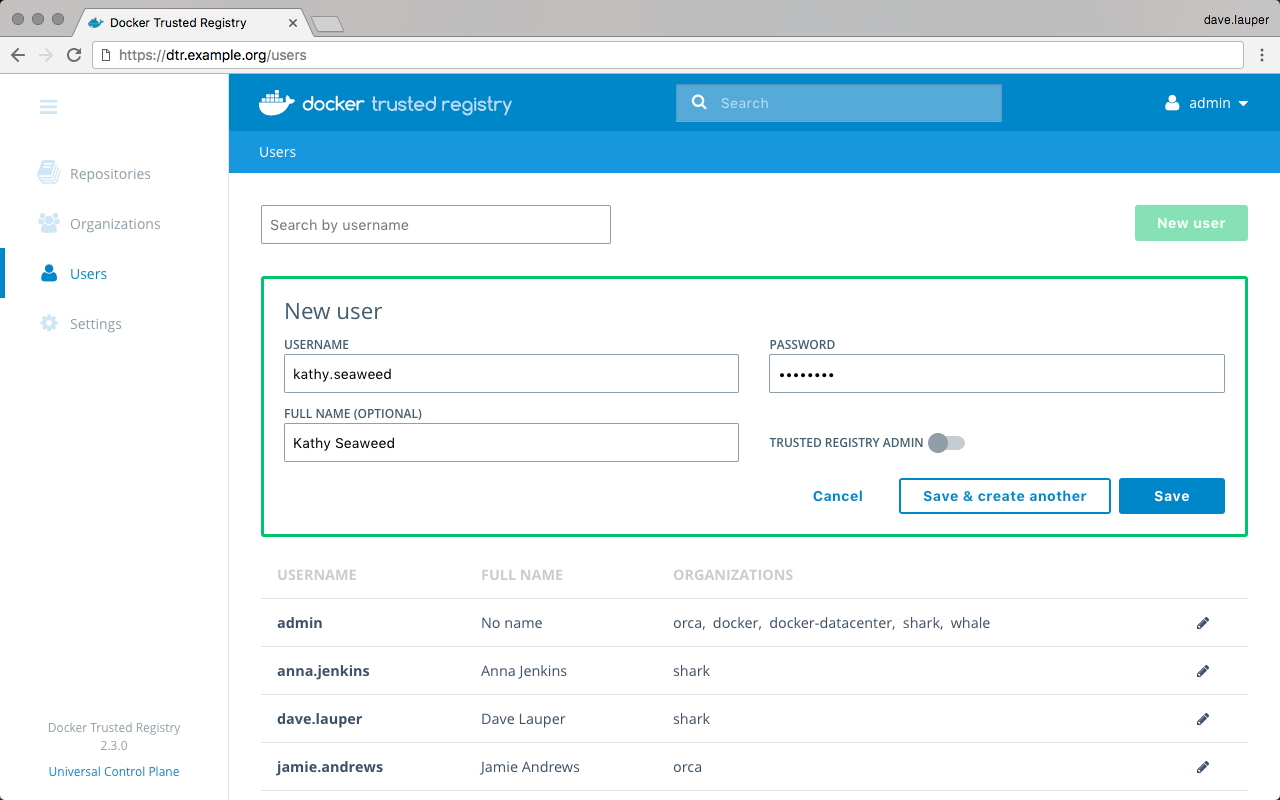 Docker Trusted Registry
dave.lauper
https://dtr.example.org/users
docker trusted registry
Search
admin
Users
Repositories
Organizations
Users
Settings
Search by username
New user
New user
USERNAME
PASSWORD
kathy.seaweed
••••••••
FULL NAME (OPTIONAL)
Kathy Seaweed
TRUSTED REGISTRY ADMIN
Cancel
Save & create another
Save
USERNAME FULL NAME ORGANIZATIONS
admin No name orca, docker, docker-datacenter, shark, whale
anna.jenkins Anna Jenkins shark
dave.lauper Dave Lauper shark
jamie.andrews Jamie Andrews orca
Docker Trusted Registry
2.3.0
Universal Control Plane